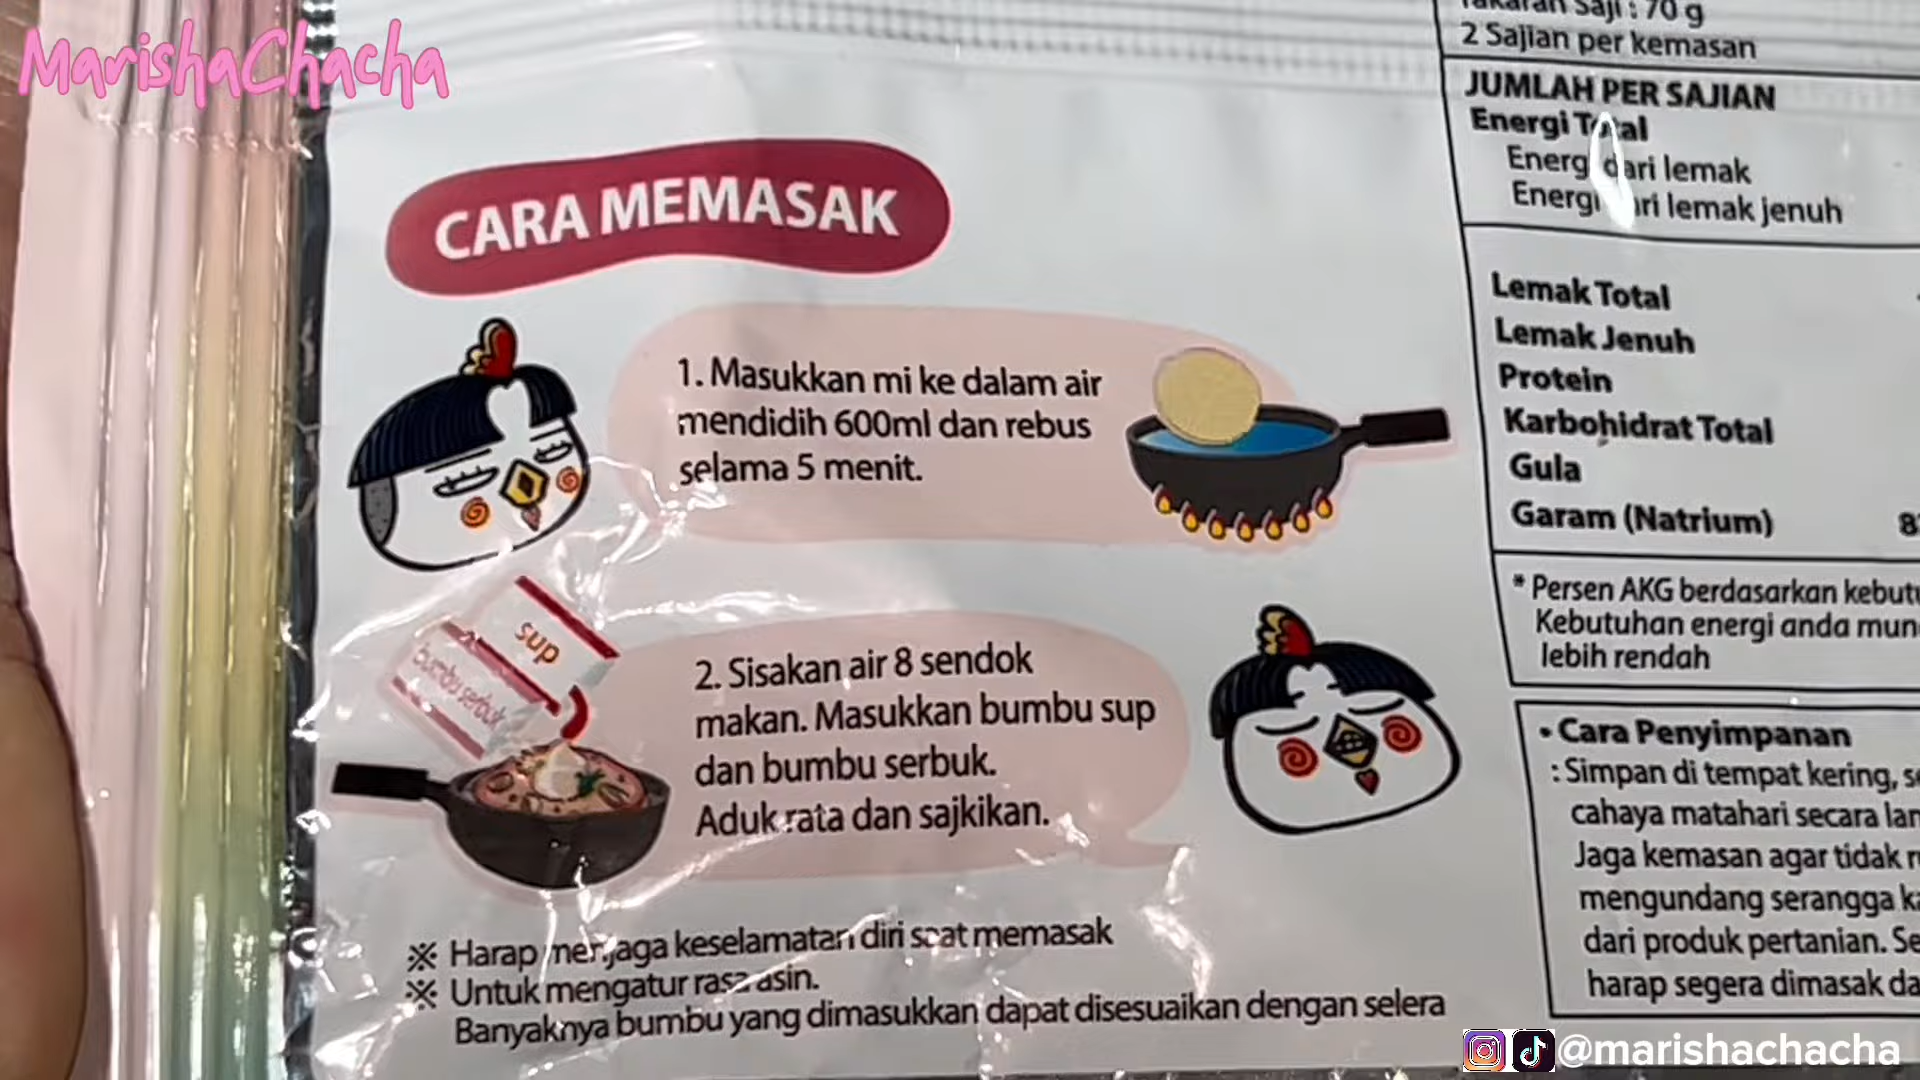 MarishaChacha
CARA MEMASAK
1. Masukkan mi ke dalam air
mendidih 600ml dan rebus
selama 5 menit.
sup
bumbu serbuk
2. Sisakan air 8 sendok
makan. Masukkan bumbu sup
dan bumbu serbuk.
Aduk rata dan sajkikan.
※ Harap menjaga keselamatan diri saat memasak
※ Untuk mengatur rasa asin.
Banyaknya bumbu yang dimasukkan dapat disesuaikan dengan selera
Takaran Saji : 70 g
2 Sajian per kemasan
JUMLAH PER SAJIAN
Energi Total
Energi dari lemak
Energi dari lemak jenuh
Lemak Total
Lemak Jenuh
Protein
Karbohidrat Total
Gula
Garam (Natrium)
* Persen AKG berdasarkan
Kebutuhan energi anda
lebih rendah
• Cara Penyimpanan
: Simpan di tempat kering,
cahaya matahari secara
Jaga kemasan agar tidak
mengundang serangga
dari produk pertanian.
harap segera dimasak
@marishachacha